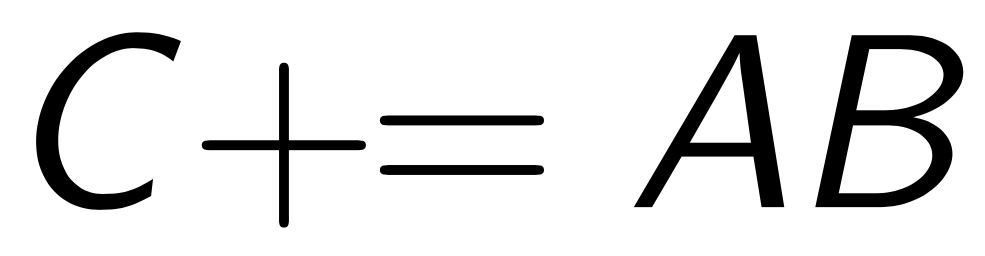 C += AB